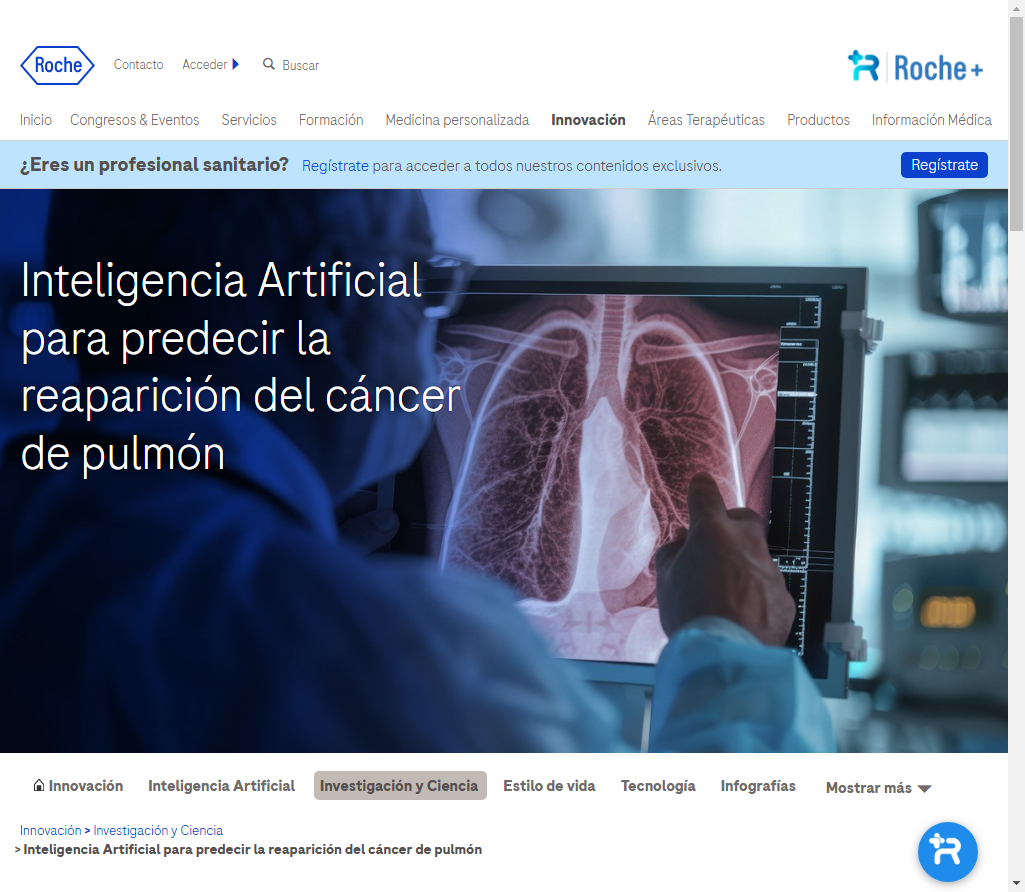 Roche
Contacto
Acceder
Buscar
Roche+
Inicio
Congresos & Eventos
Servicios
Formación
Medicina personalizada
Innovación
Áreas Terapéuticas
Productos
Información Médica
¿Eres un profesional sanitario?
Regístrate para acceder a todos nuestros contenidos exclusivos.
Regístrate
Inteligencia Artificial
para predecir la
reaparición del cáncer
de pulmón
Innovación
Inteligencia Artificial
Investigación y Ciencia
Estilo de vida
Tecnología
Infografías
Mostrar más
Innovación > Investigación y Ciencia
> Inteligencia Artificial para predecir la reaparición del cáncer de pulmón